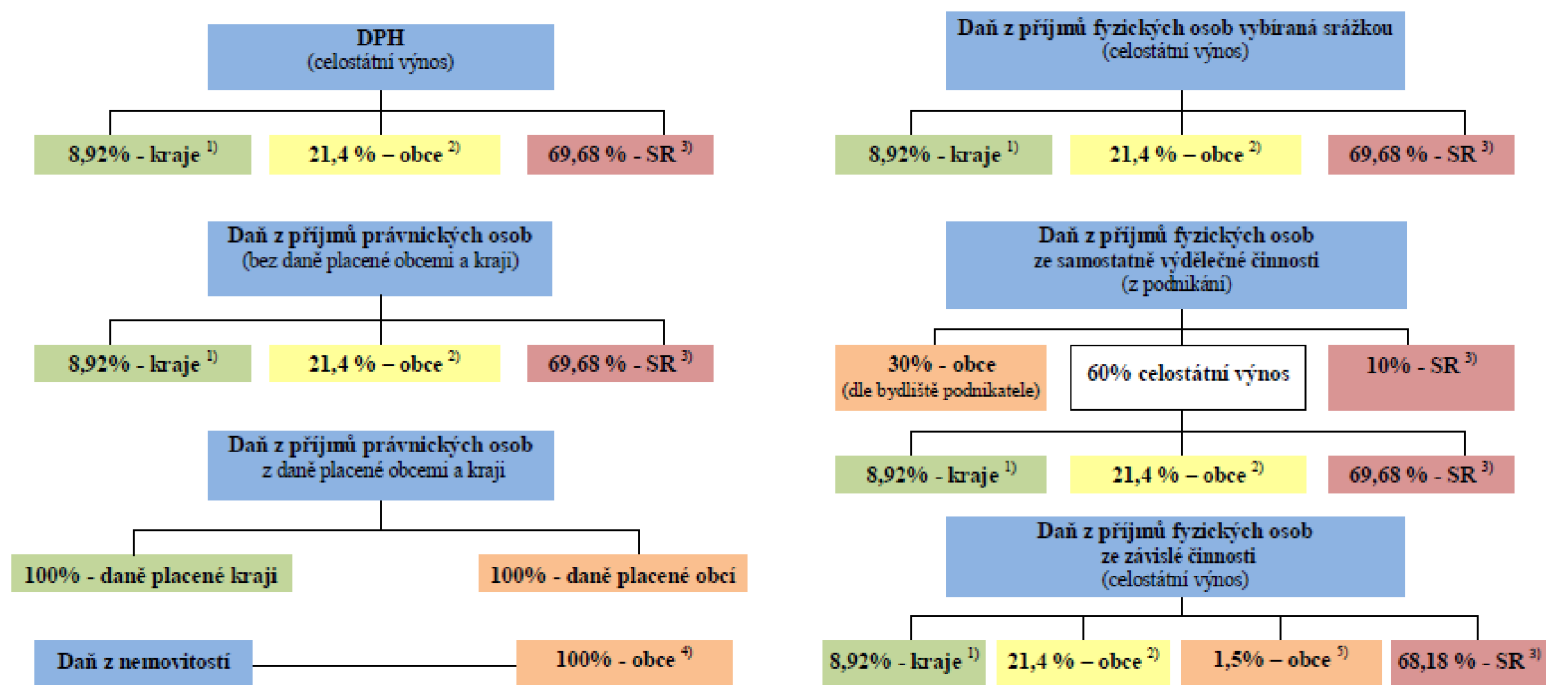 DPH
(celostátní výnos)
8,92% - kraje 1)
21,4 % – obce 2)
69,68 % - SR 3)
Daň z příjmů právnických osob
(bez daně placené obcemi a kraji)
8,92% - kraje 1)
21,4 % – obce 2)
69,68 % - SR 3)
Daň z příjmů právnických osob
z daně placené obcemi a kraji
100% - daně placené kraji
100% - daně placené obcí
Daň z nemovitostí
100% - obce 4)
Daň z příjmů fyzických osob vybíraná srážkou
(celostátní výnos)
8,92% - kraje 1)
21,4 % – obce 2)
69,68 % - SR 3)
Daň z příjmů fyzických osob
ze samostatně výdělečné činnosti
(z podnikání)
30% - obce
(dle bydliště podnikatele)
60% celostátní výnos
10% - SR 3)
8,92% - kraje 1)
21,4 % – obce 2)
69,68 % - SR 3)
Daň z příjmů fyzických osob
ze závislé činnosti
(celostátní výnos)
8,92% - kraje 1)
21,4 % – obce 2)
1,5% – obce 5)
68,18 % - SR 3)